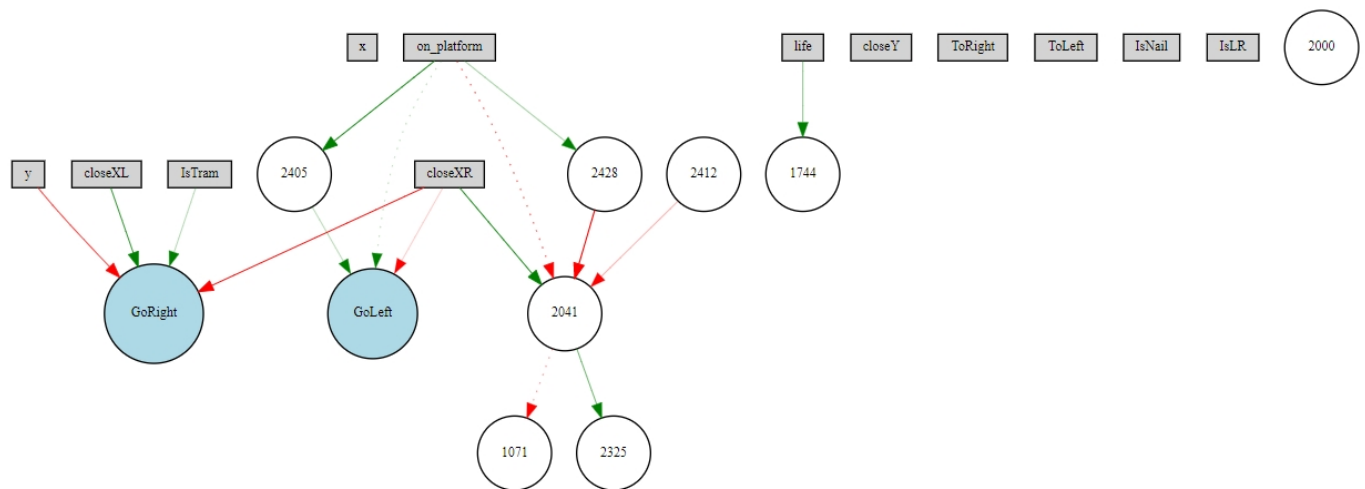 x
on_platform
life
closeY
ToRight
ToLeft
IsNail
IsLR
2000
y
closeXL
IsTram
2405
closeXR
2428
2412
1744
GoRight
GoLeft
2041
1071
2325